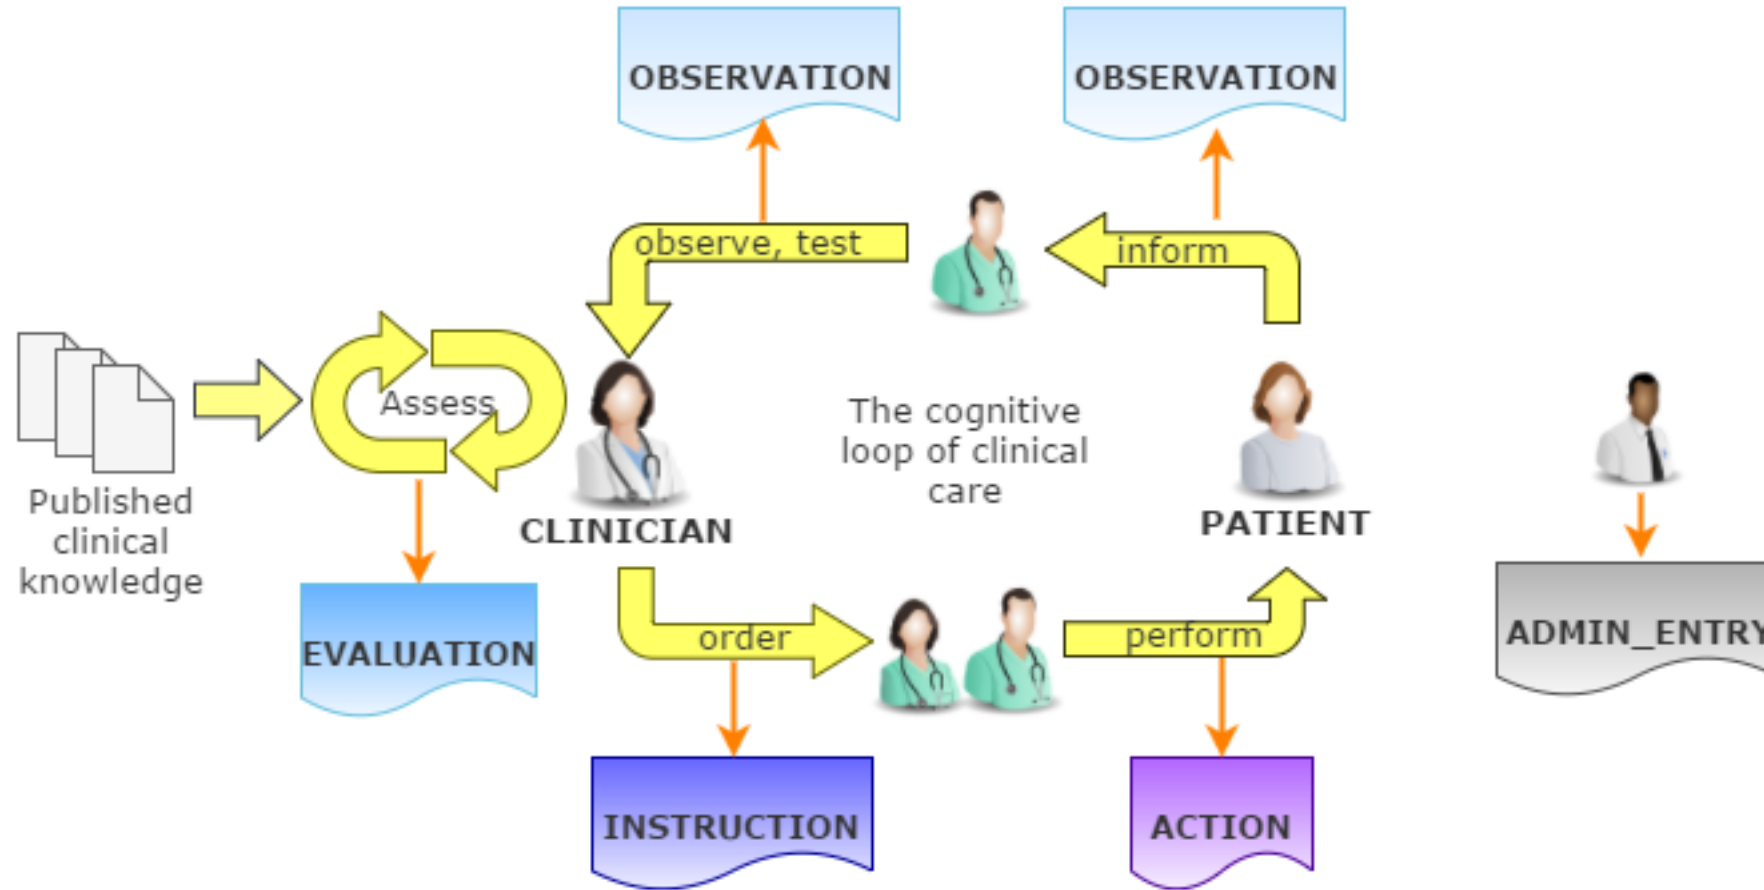 OBSERVATION
OBSERVATION
observe, test
inform
Assess
The cognitive
loop of clinical
care
Published
clinical
knowledge
CLINICIAN
PATIENT
EVALUATION
order
perform
ADMIN_ENTRY
INSTRUCTION
ACTION